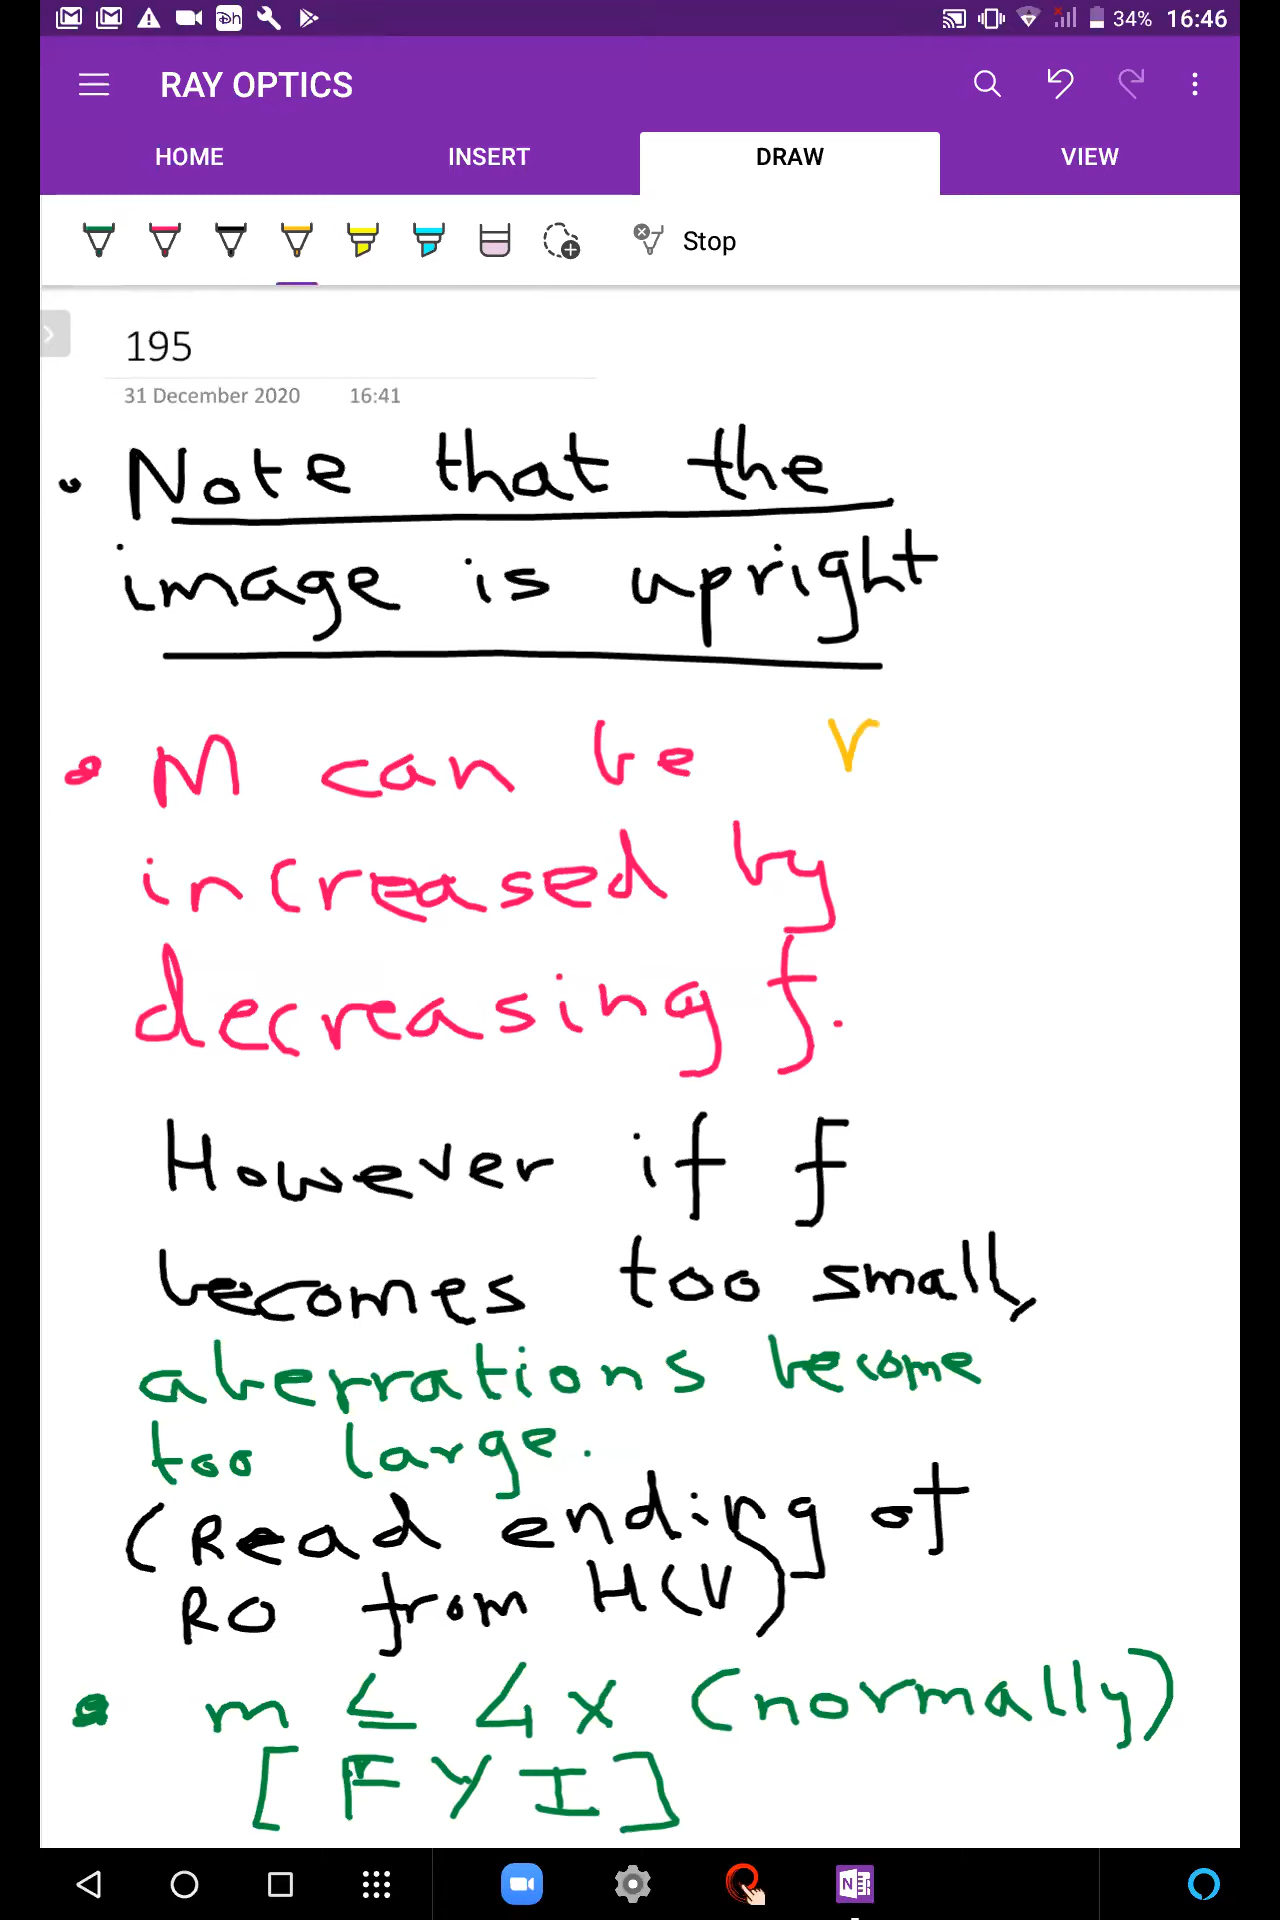 34% 16:46
RAY OPTICS
HOME INSERT DRAW VIEW
Stop
195
31 December 2020 16:41
Note that the
image is upright
M can be r
increased by
decreasing f.
However if f
becomes too small,
aberrations become
too large.
(Read ending of
RO from HCV)
m ≤ 4x (normally)
[FYI]